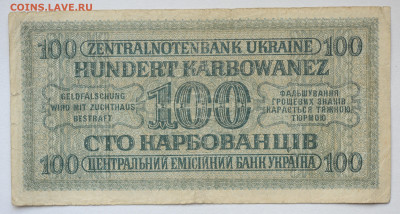 COINS.LAVE.RU
100 ZENTRALNOTENBANK UKRAINE 100
HUNDERT KARBOWANEZ
GELDFÄLSCHUNG
WIRD MIT ZUCHTHAUS
BESTRAFT
100
ФАЛЬШУВАННЯ
ГРОШЕВИХ ЗНАКІВ
КАРАЄТЬСЯ ТЯЖКОЮ
ТЮРМОЮ
СТО КАРБОВАНЦІВ
100 ЦЕНТРАЛЬНИЙ ЕМІСІЙНИЙ БАНК УКРАЇНА 100